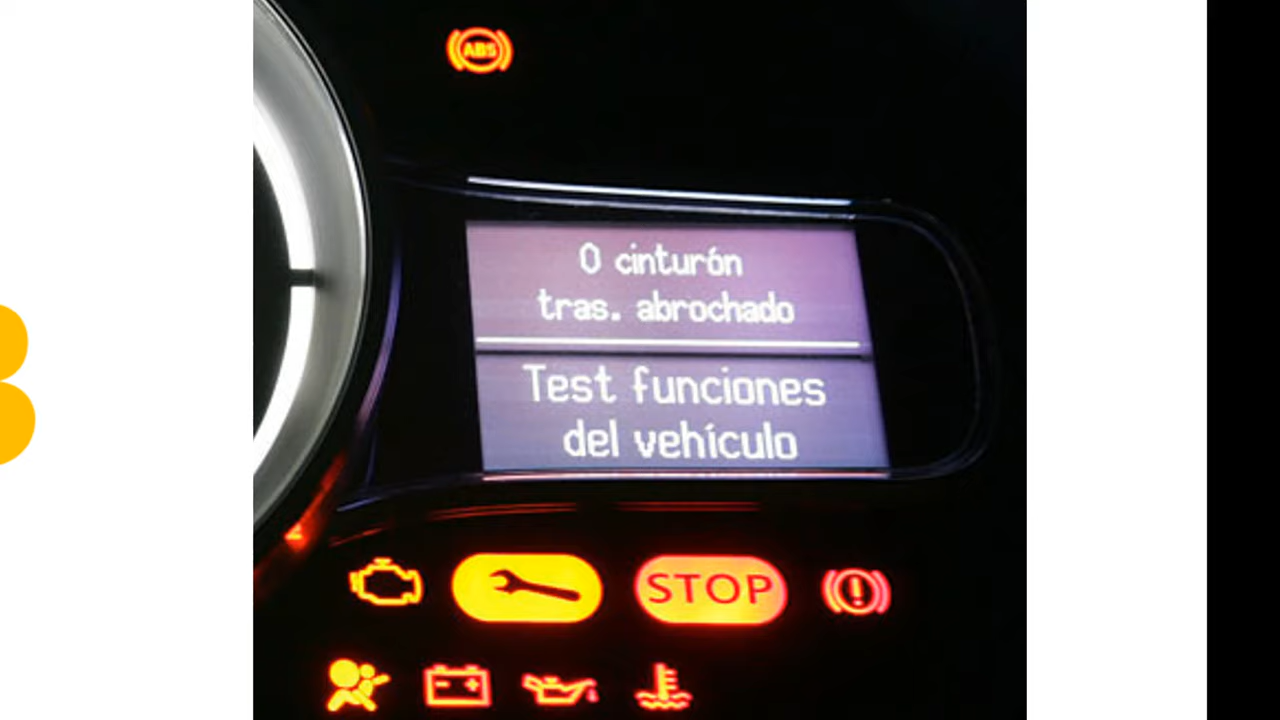 ABS
0 cinturón
tras. abrochado
Test funciones
del vehículo
STOP